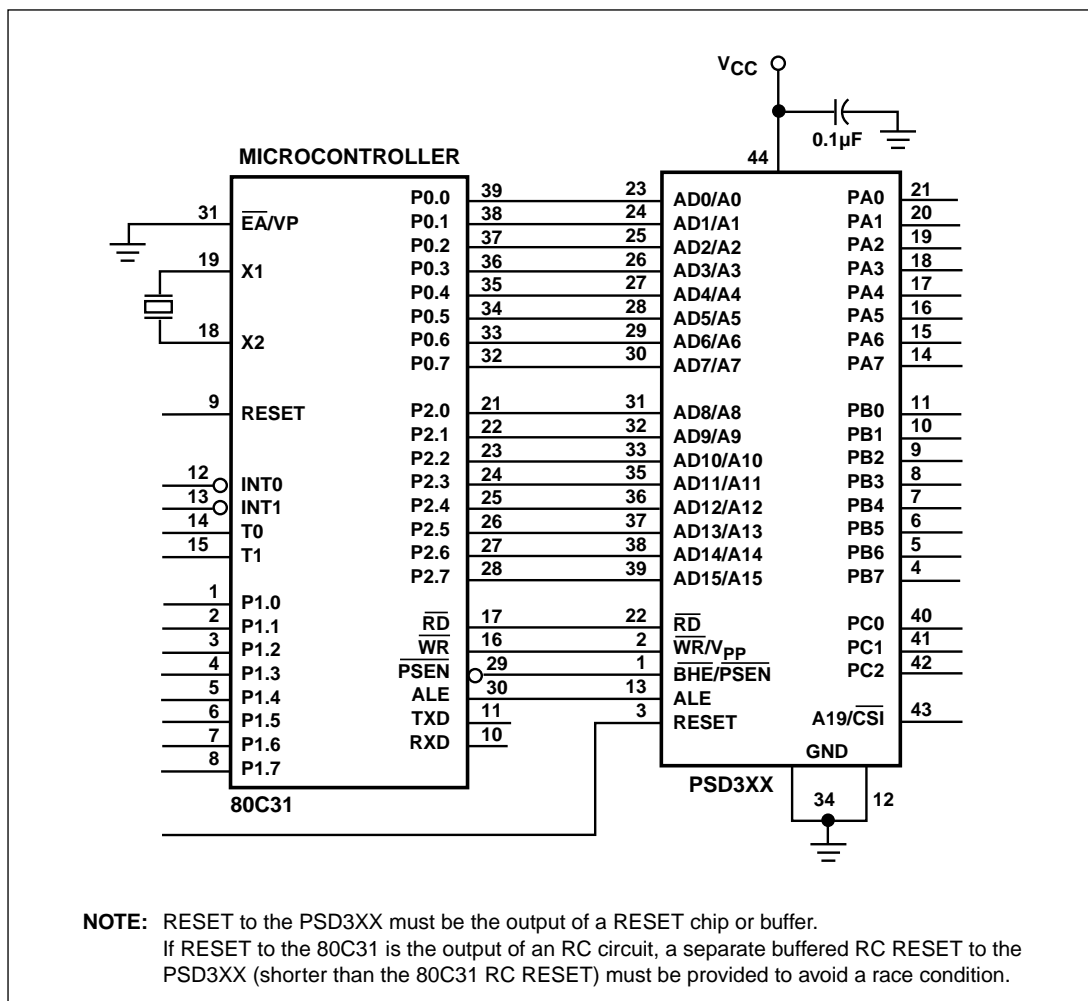 VCC
0.1µF
44
MICROCONTROLLER
31 EA/VP
19 X1
18 X2
9 RESET
12 INT0
13 INT1
14 T0
15 T1
1 P1.0
2 P1.1
3 P1.2
4 P1.3
5 P1.4
6 P1.5
7 P1.6
8 P1.7
P0.0 39
P0.1 38
P0.2 37
P0.3 36
P0.4 35
P0.5 34
P0.6 33
P0.7 32
P2.0 21
P2.1 22
P2.2 23
P2.3 24
P2.4 25
P2.5 26
P2.6 27
P2.7 28
RD 17
WR 16
PSEN 29
ALE 30
TXD 11
RXD 10
80C31
23 AD0/A0
24 AD1/A1
25 AD2/A2
26 AD3/A3
27 AD4/A4
28 AD5/A5
29 AD6/A6
30 AD7/A7
31 AD8/A8
32 AD9/A9
33 AD10/A10
35 AD11/A11
36 AD12/A12
37 AD13/A13
38 AD14/A14
39 AD15/A15
22 RD
2 WR/VPP
1 BHE/PSEN
13 ALE
3 RESET
PA0 21
PA1 20
PA2 19
PA3 18
PA4 17
PA5 16
PA6 15
PA7 14
PB0 11
PB1 10
PB2 9
PB3 8
PB4 7
PB5 6
PB6 5
PB7 4
PC0 40
PC1 41
PC2 42
A19/CSI 43
GND
PSD3XX
34 12
NOTE: RESET to the PSD3XX must be the output of a RESET chip or buffer.
If RESET to the 80C31 is the output of an RC circuit, a separate buffered RC RESET to the
PSD3XX (shorter than the 80C31 RC RESET) must be provided to avoid a race condition.